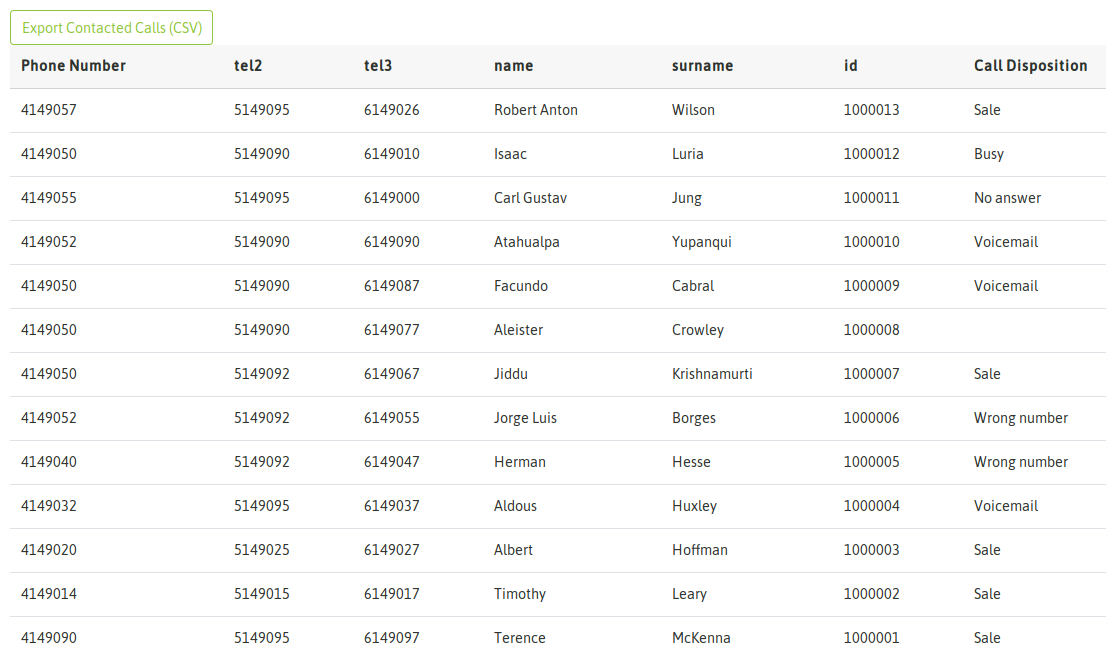 Export Contacted Calls (CSV)
Phone Number tel2 tel3 name surname id Call Disposition
4149057 5149095 6149026 Robert Anton Wilson 1000013 Sale
4149050 5149090 6149010 Isaac Luria 1000012 Busy
4149055 5149095 6149000 Carl Gustav Jung 1000011 No answer
4149052 5149090 6149090 Atahualpa Yupanqui 1000010 Voicemail
4149050 5149090 6149087 Facundo Cabral 1000009 Voicemail
4149050 5149090 6149077 Aleister Crowley 1000008
4149050 5149092 6149067 Jiddu Krishnamurti 1000007 Sale
4149052 5149092 6149055 Jorge Luis Borges 1000006 Wrong number
4149040 5149092 6149047 Herman Hesse 1000005 Wrong number
4149032 5149095 6149037 Aldous Huxley 1000004 Voicemail
4149020 5149025 6149027 Albert Hoffman 1000003 Sale
4149014 5149015 6149017 Timothy Leary 1000002 Sale
4149090 5149095 6149097 Terence McKenna 1000001 Sale